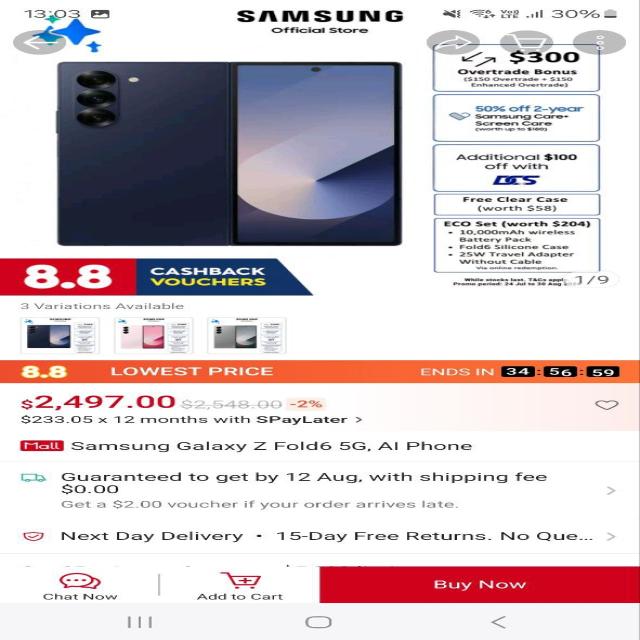 13:03
30%
SAMSUNG
Official Store
$300
Overtrade Bonus
($150 Overtrade + $150
Enhanced Overtrade)
50% off 2-year
Samsung Care+
Screen Care
(worth up to $160)
Additional $100
off with
DCS
Free Clear Case
(worth $58)
ECO Set (worth $204)
• 10,000mAh wireless
Battery Pack
• Fold6 Silicone Case
• 25W Travel Adapter
Without Cable
Via online redemption.
While stocks last. T&Cs appl
Promo period: 24 Jul to 30 Aug
1/9
8.8
CASHBACK
VOUCHERS
3 Variations Available
8.8 LOWEST PRICE ENDS IN 34:56:59
$2,497.00 $2,548.00 -2%
$233.05 x 12 months with SPayLater >
Mall Samsung Galaxy Z Fold6 5G, AI Phone
Guaranteed to get by 12 Aug, with shipping fee
$0.00
Get a $2.00 voucher if your order arrives late.
Next Day Delivery • 15-Day Free Returns. No Que...
Chat Now
Add to Cart
Buy Now